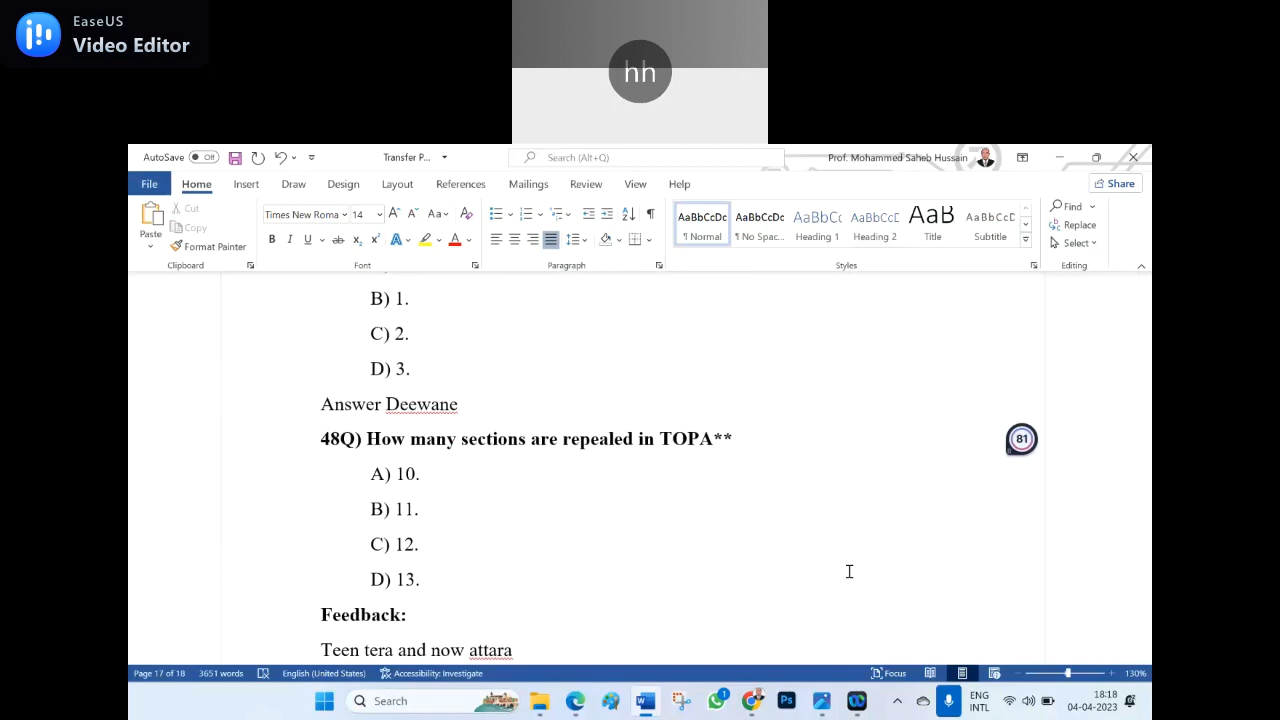 EaseUS
Video Editor
hh
AutoSave Off
Transfer P...
Search (Alt+Q)
Prof. Mohammed Saheb Hussain
File Home Insert Draw Design Layout References Mailings Review View Help Share
Paste
Cut
Copy
Format Painter
Clipboard
Times New Roma 14
Font
Paragraph
AaBbCcDc AaBbCcDc AaBbCc AaBbCcD AaB AaBbCcD
¶ Normal ¶ No Spac... Heading 1 Heading 2 Title Subtitle
Styles
Find
Replace
Select
Editing
B) 1.
C) 2.
D) 3.
Answer Deewane
48Q) How many sections are repealed in TOPA**
81
A) 10.
B) 11.
C) 12.
D) 13.
Feedback:
Teen tera and now attara
Page 17 of 18 3651 words English (United States) Accessibility: Investigate Focus 130%
Search
1
ENG
INTL
18:18
04-04-2023